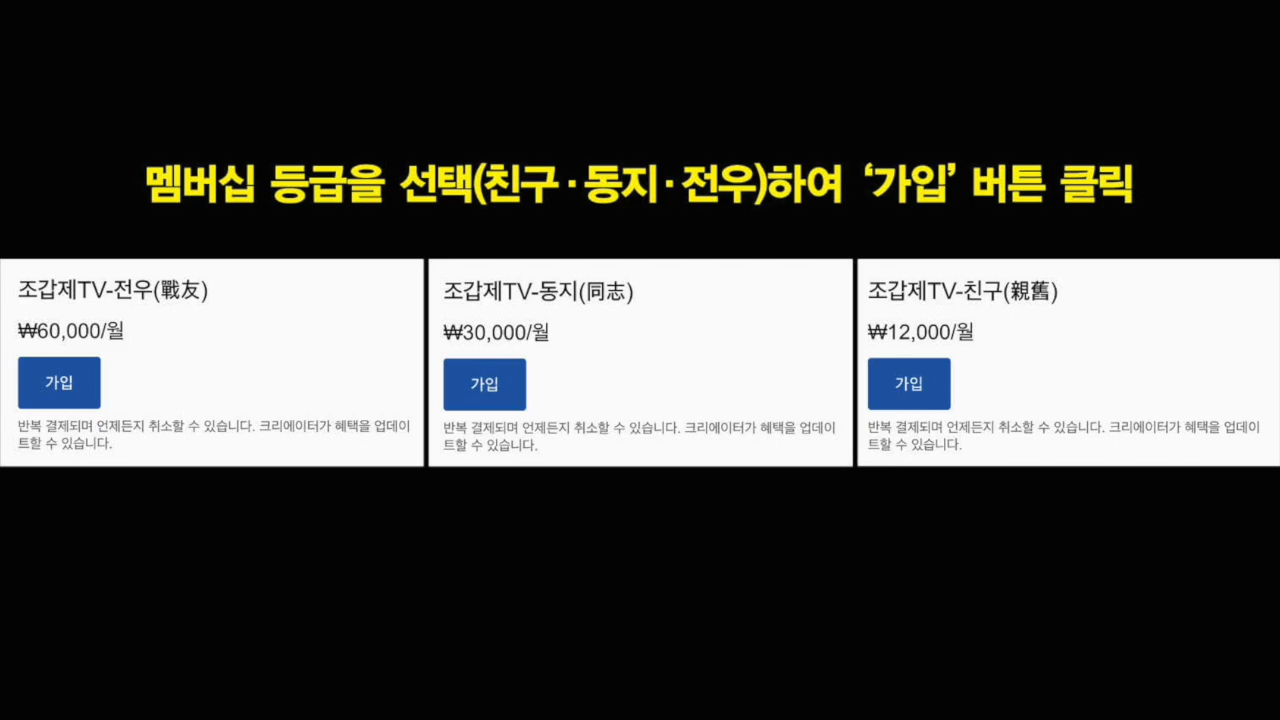 멤버십 등급을 선택(친구·동지·전우)하여 ‘가입’ 버튼 클릭
조갑제TV-전우(戰友)
₩60,000/월
가입
반복 결제되며 언제든지 취소할 수 있습니다. 크리에이터가 혜택을 업데이
트할 수 있습니다.
조갑제TV-동지(同志)
₩30,000/월
가입
반복 결제되며 언제든지 취소할 수 있습니다. 크리에이터가 혜택을 업데이
트할 수 있습니다.
조갑제TV-친구(親舊)
₩12,000/월
가입
반복 결제되며 언제든지 취소할 수 있습니다. 크리에이터가 혜택을 업데이
트할 수 있습니다.